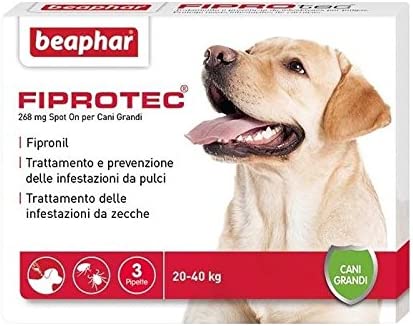 beaphar
FIPROTEC®
268 mg Spot On per Cani Grandi
Fipronil
Trattamento e prevenzione
delle infestazioni da pulci
Trattamento delle
infestazioni da zecche
3
Pipette
20-40 kg
CANI
GRANDI
beaphar